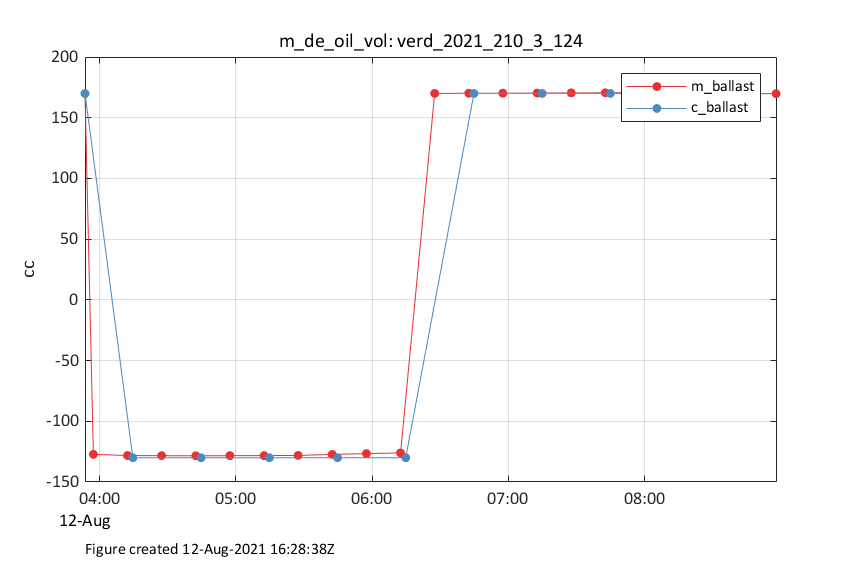 m_de_oil_vol: verd_2021_210_3_124
200
150
100
50
0
-50
-100
-150
cc
m_ballast
c_ballast
04:00 05:00 06:00 07:00 08:00
12-Aug
Figure created 12-Aug-2021 16:28:38Z